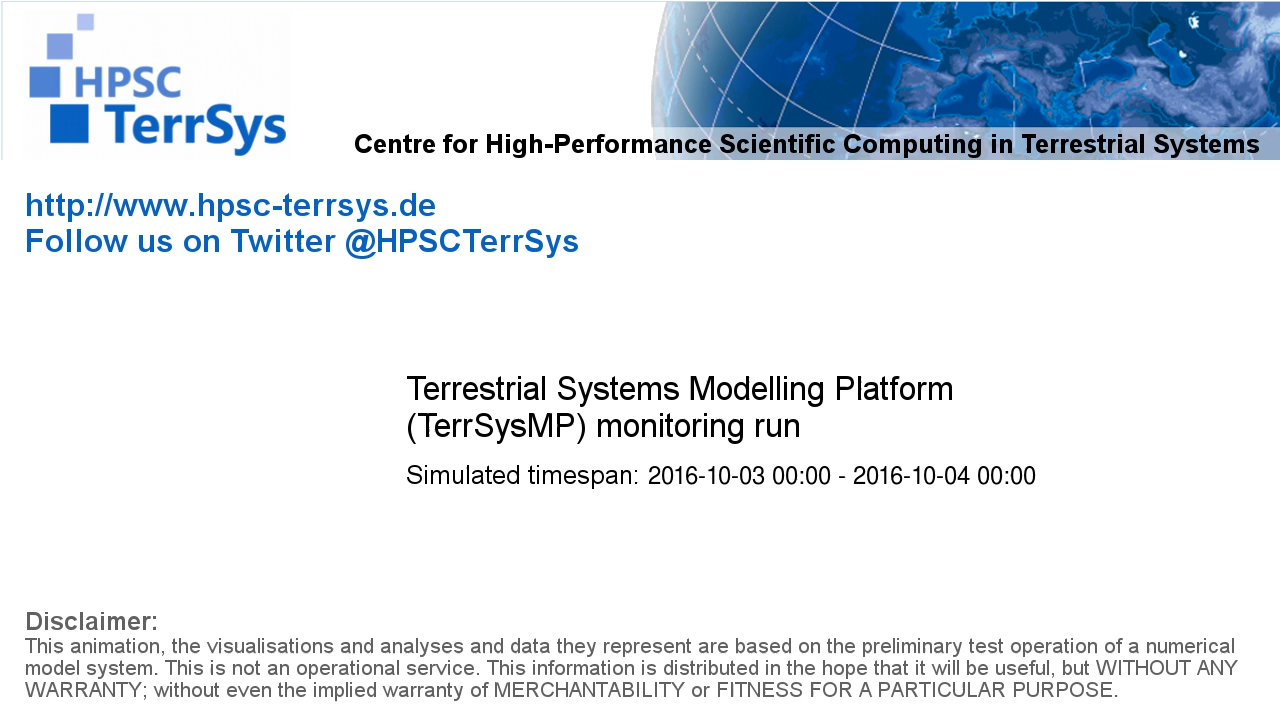 HPSC
TerrSys
Centre for High-Performance Scientific Computing in Terrestrial Systems
http://www.hpsc-terrsys.de
Follow us on Twitter @HPSCTerrSys
Terrestrial Systems Modelling Platform
(TerrSysMP) monitoring run
Simulated timespan: 2016-10-03 00:00 - 2016-10-04 00:00
Disclaimer:
This animation, the visualisations and analyses and data they represent are based on the preliminary test operation of a numerical
model system. This is not an operational service. This information is distributed in the hope that it will be useful, but WITHOUT ANY
WARRANTY; without even the implied warranty of MERCHANTABILITY or FITNESS FOR A PARTICULAR PURPOSE.